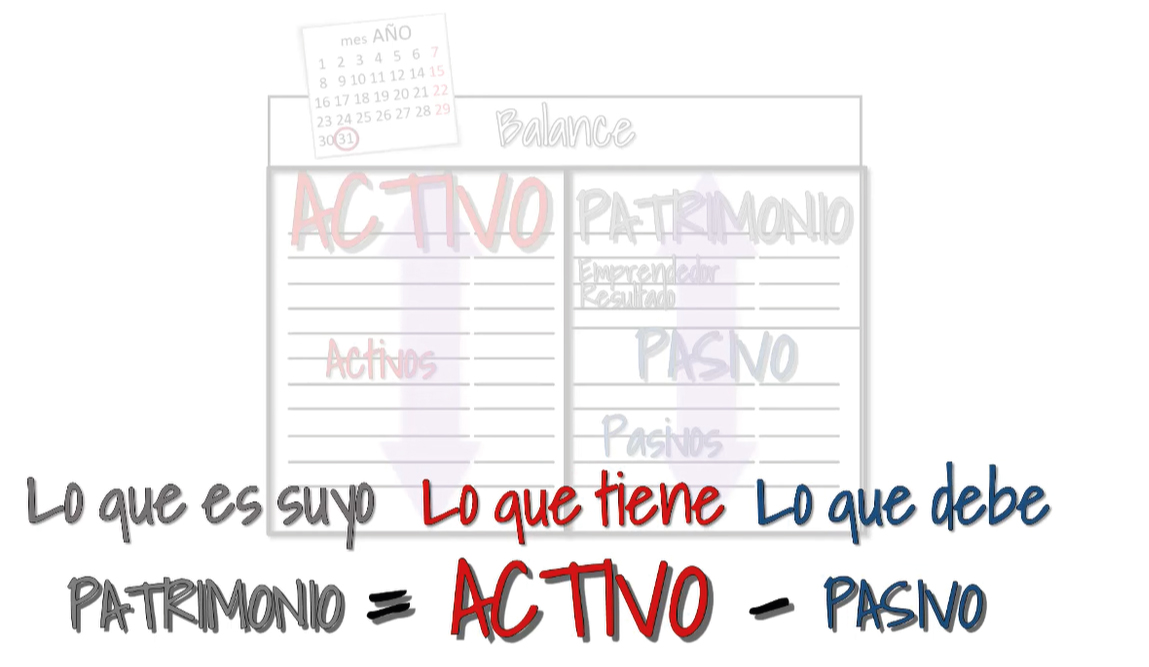 mes AÑO
1 2 3 4 5 6 7
8 9 10 11 12 14 15
16 17 18 19 20 21 22
23 24 25 26 27 28 29
30 31
Balance
ACTIVO
PATRIMONIO
Emprendedor
Resultado
Activos
PASIVO
Pasivos
Lo que es suyo Lo que tiene Lo que debe
PATRIMONIO = ACTIVO - PASIVO